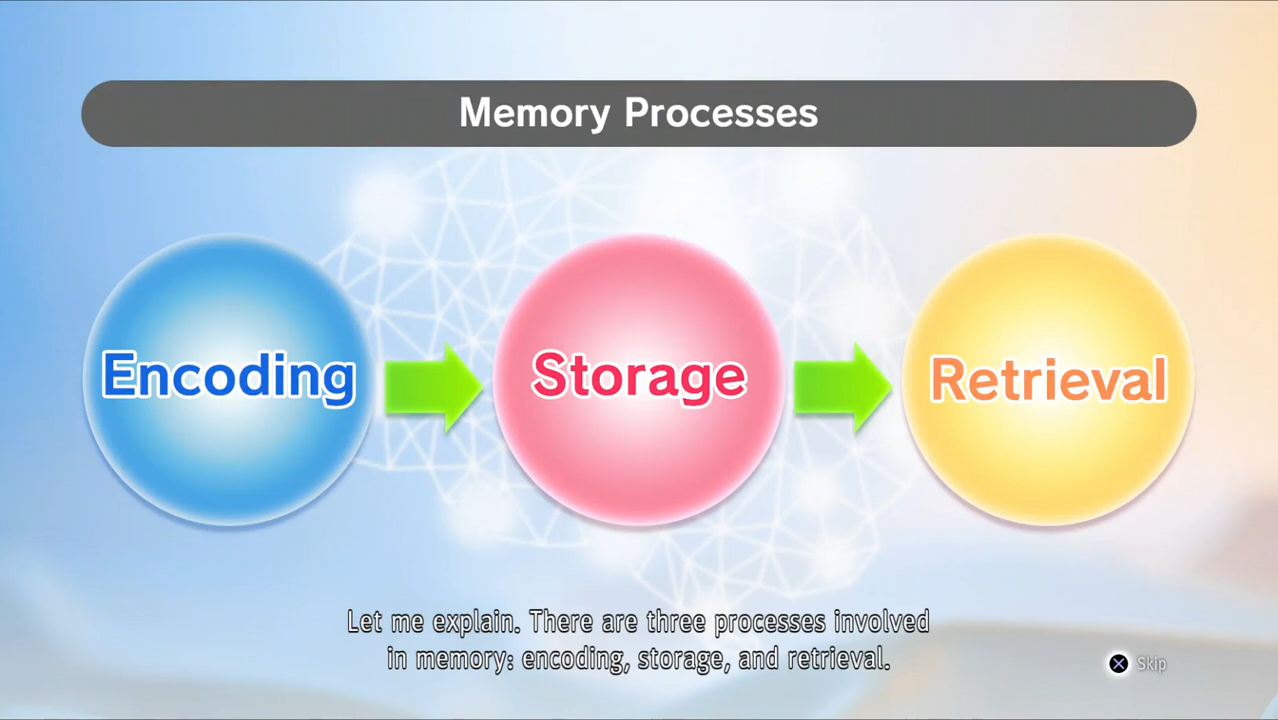 Memory Processes
Encoding
Storage
Retrieval
Let me explain. There are three processes involved
in memory: encoding, storage, and retrieval.
Skip